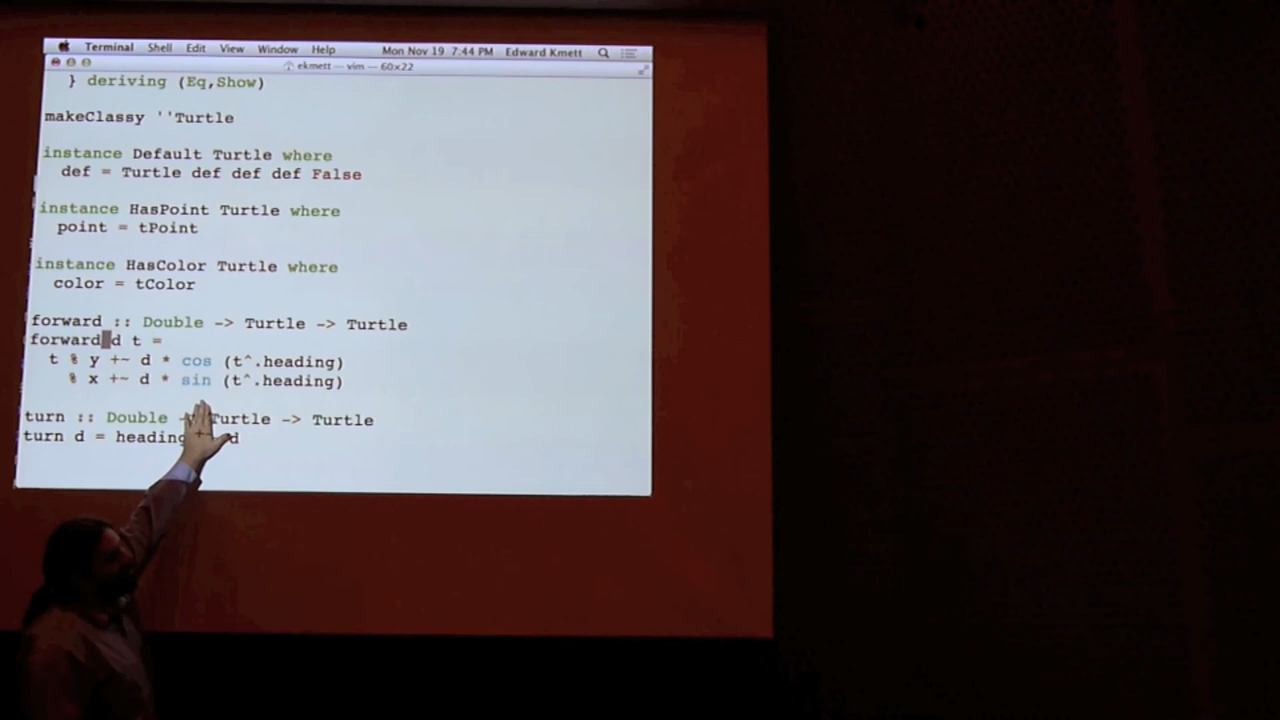 Terminal Shell Edit View Window Help Mon Nov 19 7:44 PM Edward Kmett
ekmett — vim — 60×22
} deriving (Eq,Show)
makeClassy ''Turtle
instance Default Turtle where
def = Turtle def def def False
instance HasPoint Turtle where
point = tPoint
instance HasColor Turtle where
color = tColor
forward :: Double -> Turtle -> Turtle
forward d t =
t % y +~ d * cos (t^.heading)
% x +~ d * sin (t^.heading)
turn :: Double Turtle -> Turtle
turn d = heading d